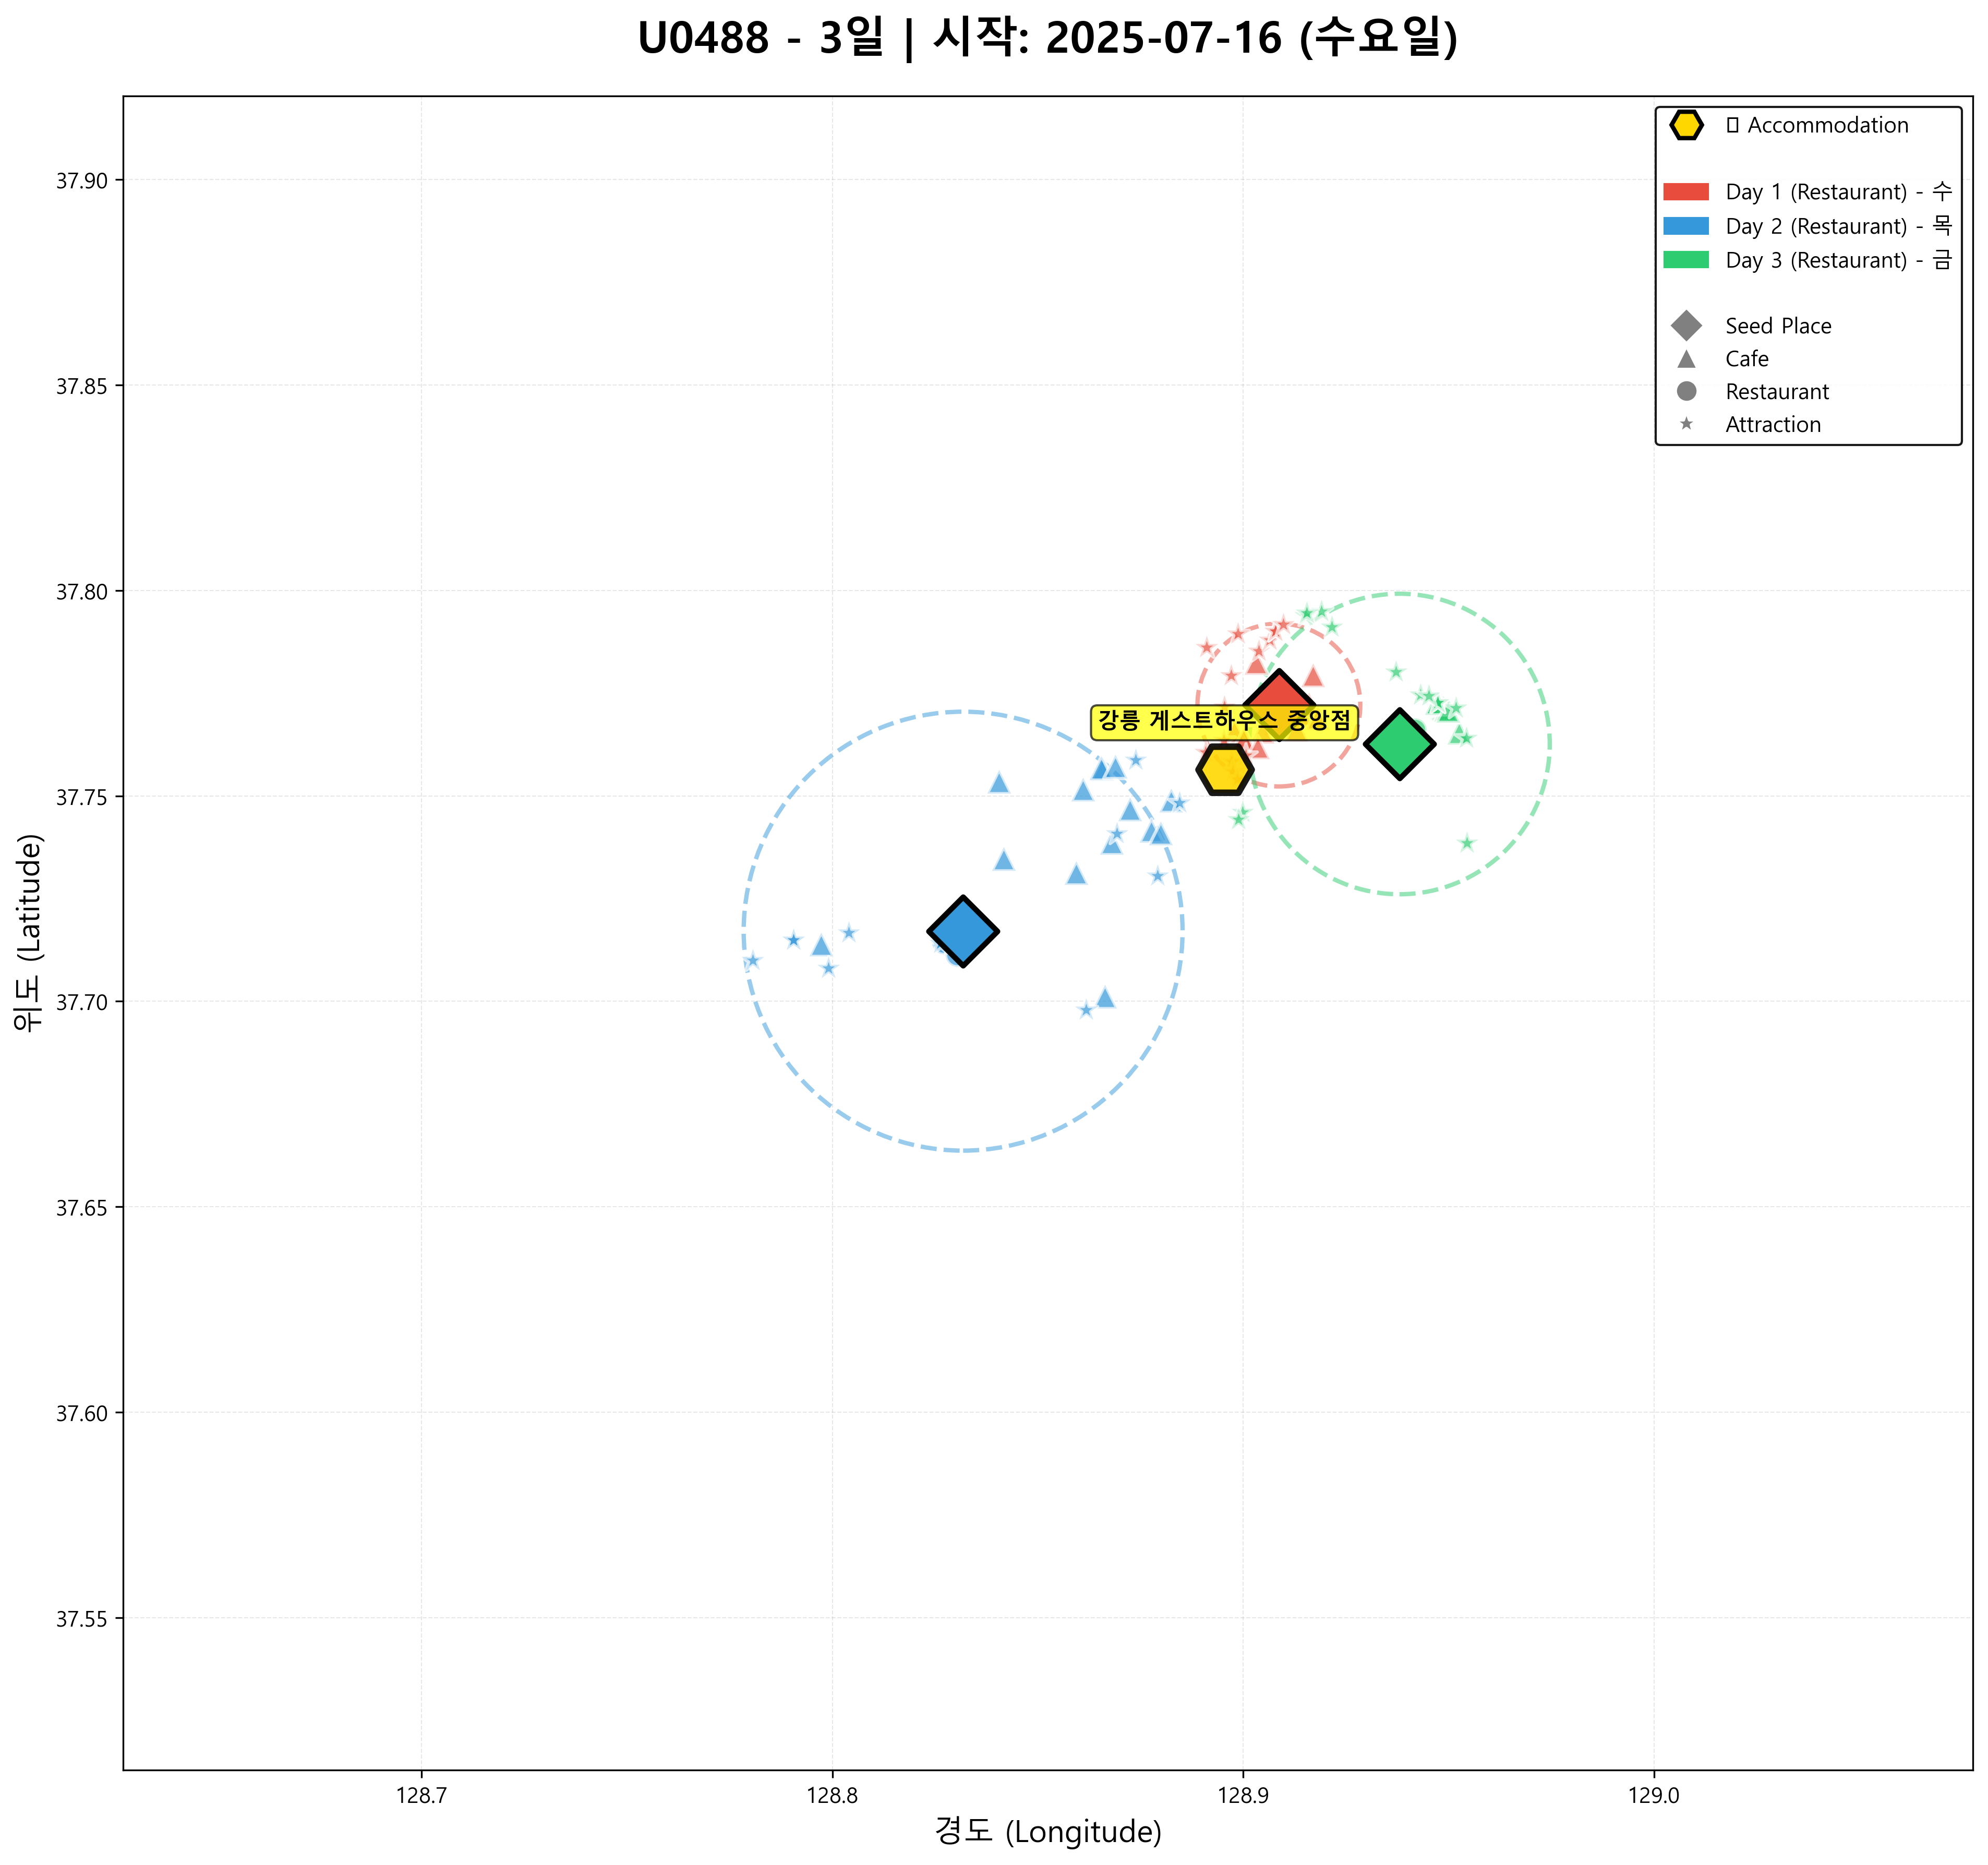 U0488 - 3일 | 시작: 2025-07-16 (수요일)
▯ Accommodation
Day 1 (Restaurant) - 수
Day 2 (Restaurant) - 목
Day 3 (Restaurant) - 금
Seed Place
Cafe
Restaurant
Attraction
37.90
37.85
37.80
37.75
37.70
37.65
37.60
37.55
강릉 게스트하우스 중앙점
위도 (Latitude)
128.7
128.8
128.9
129.0
경도 (Longitude)